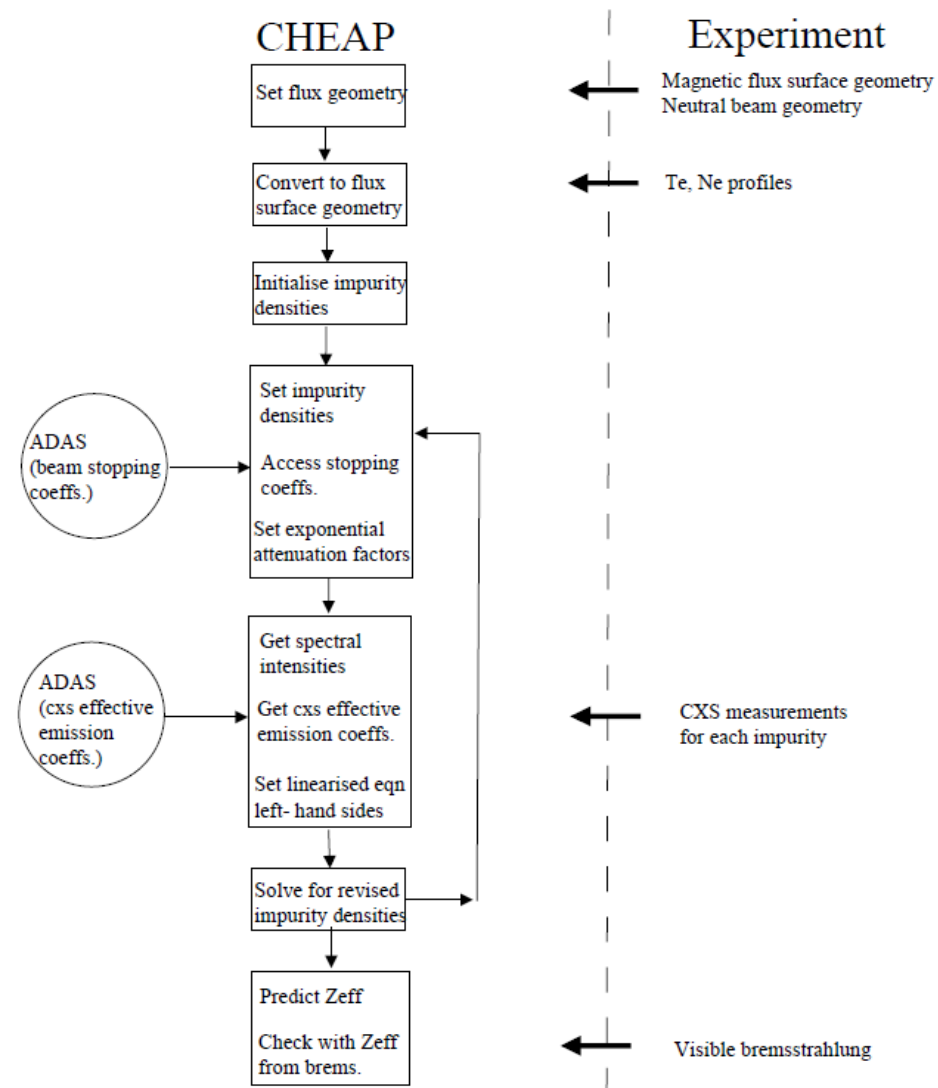 CHEAP
Experiment
Set flux geometry
Magnetic flux surface geometry
Neutral beam geometry
Convert to flux
surface geometry
Te, Ne profiles
Initialise impurity
densities
Set impurity
densities
Access stopping
coeffs.
Set exponential
attenuation factors
ADAS
(beam stopping
coeffs.)
Get spectral
intensities
Get cxs effective
emission coeffs.
Set linearised eqn
left- hand sides
ADAS
(cxs effective
emission
coeffs.)
CXS measurements
for each impurity
Solve for revised
impurity densities
Predict Zeff
Check with Zeff
from brems.
Visible bremsstrahlung